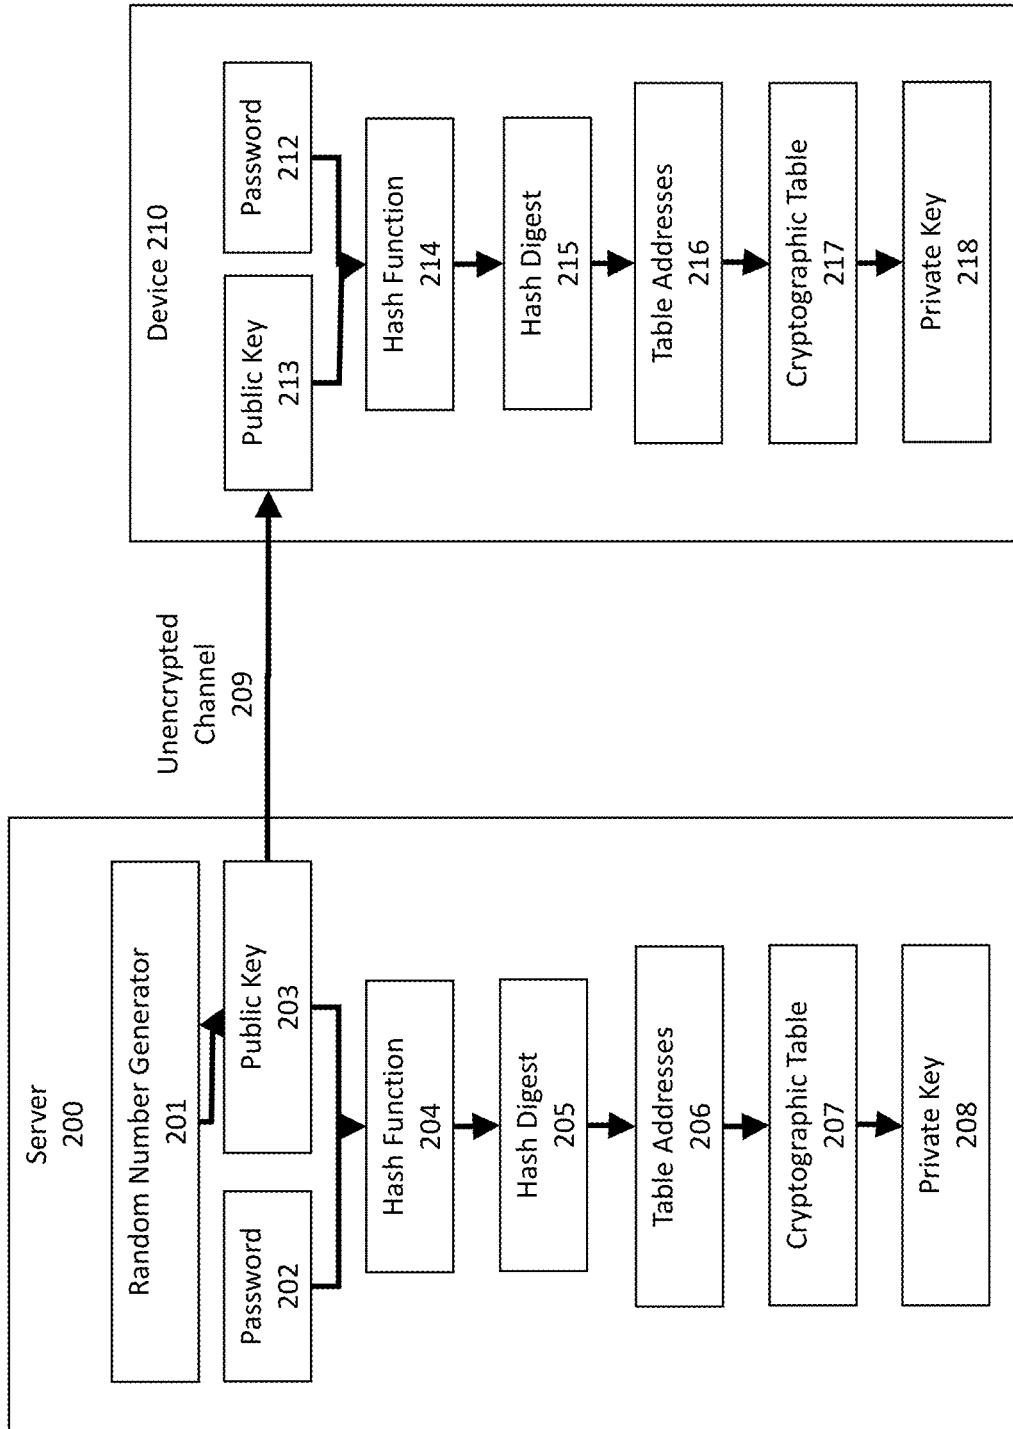 Server
200
Random Number Generator
201
Password
202
Public Key
203
Hash Function
204
Hash Digest
205
Table Addresses
206
Cryptographic Table
207
Private Key
208
Unencrypted
Channel
209
Device 210
Public Key
213
Password
212
Hash Function
214
Hash Digest
215
Table Addresses
216
Cryptographic Table
217
Private Key
218